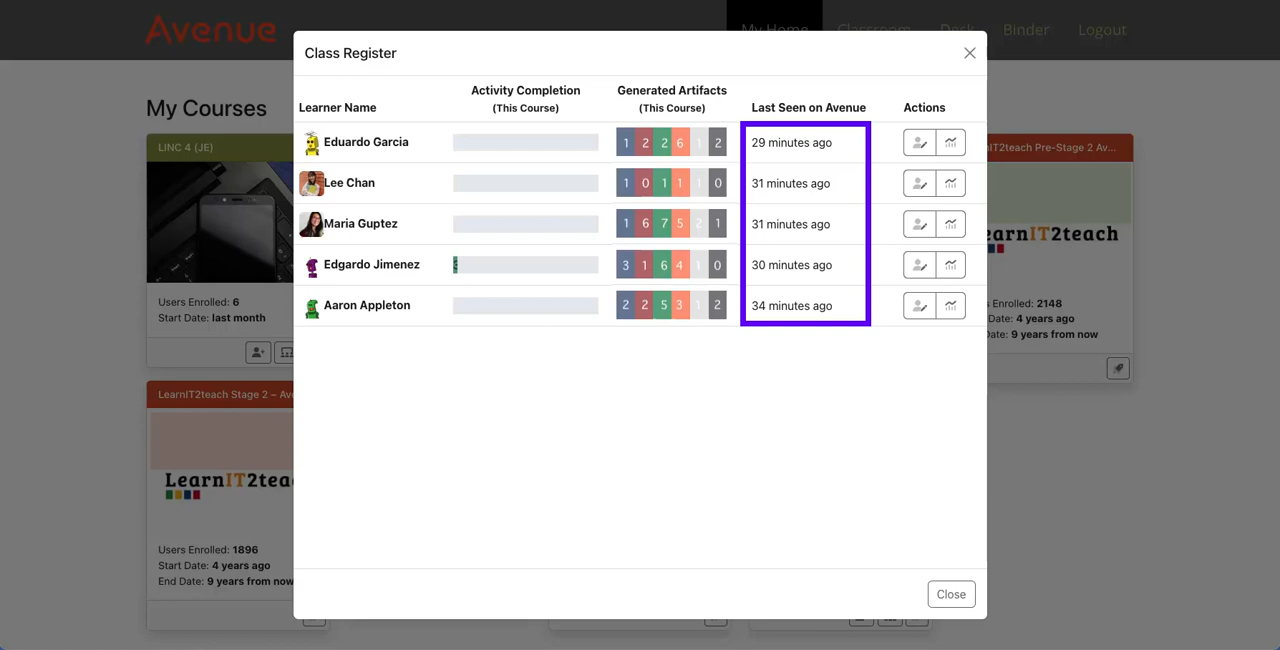 Avenue
My Home Classroom Desk Binder Logout
Class Register
My Courses
Learner Name
Activity Completion
(This Course)
Generated Artifacts
(This Course)
Last Seen on Avenue
Actions
Eduardo Garcia 1 2 2 6 1 2 29 minutes ago
Lee Chan 1 0 1 1 1 0 31 minutes ago
Maria Guptez 1 6 7 5 2 1 31 minutes ago
Edgardo Jimenez 3 1 6 4 1 0 30 minutes ago
Aaron Appleton 2 2 5 3 1 2 34 minutes ago
Close
LINC 4 (JE)
Users Enrolled: 6
Start Date: last month
LearnIT2teach Stage 2 –
LearnIT2tea
Users Enrolled: 1896
Start Date: 4 years ago
End Date: 9 years from now
nIT2teach Pre-Stage 2 Av...
earnIT2teach
Enrolled: 2148
Date: 4 years ago
Date: 9 years from now